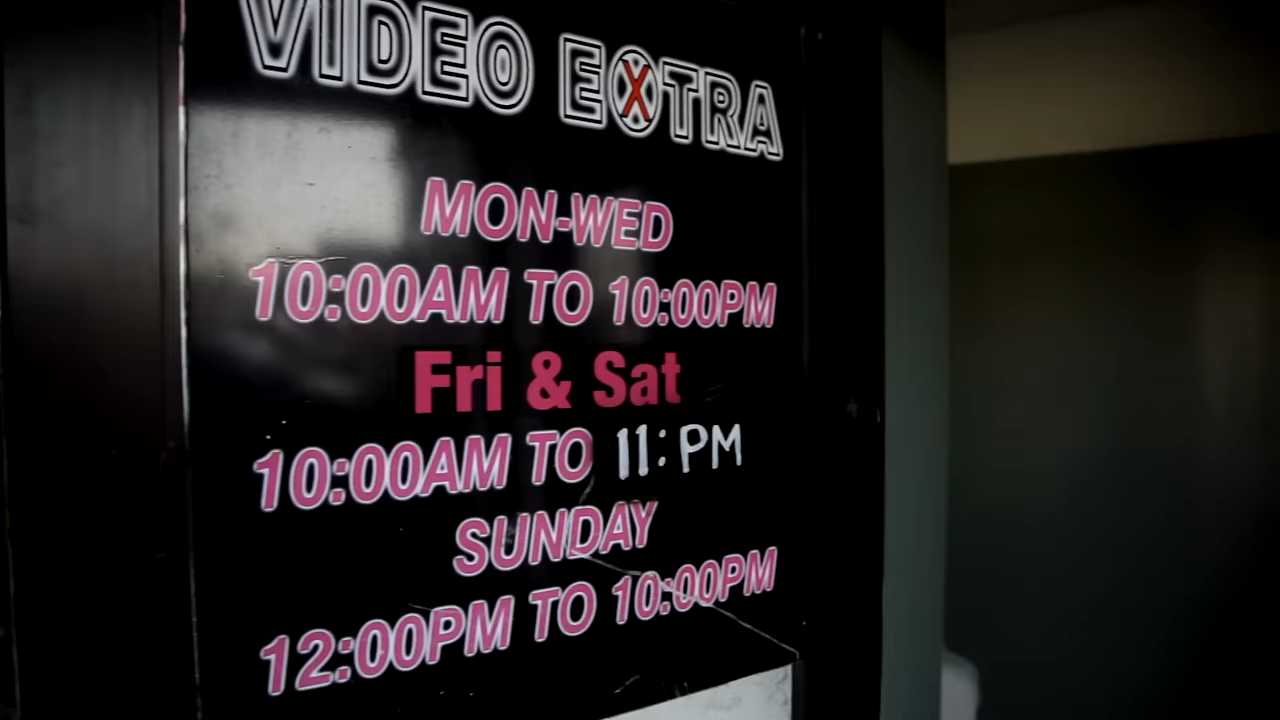 VIDEO EXTRA
MON-WED
10:00AM TO 10:00PM
Fri & Sat
10:00AM TO 11:PM
SUNDAY
12:00PM TO 10:00PM